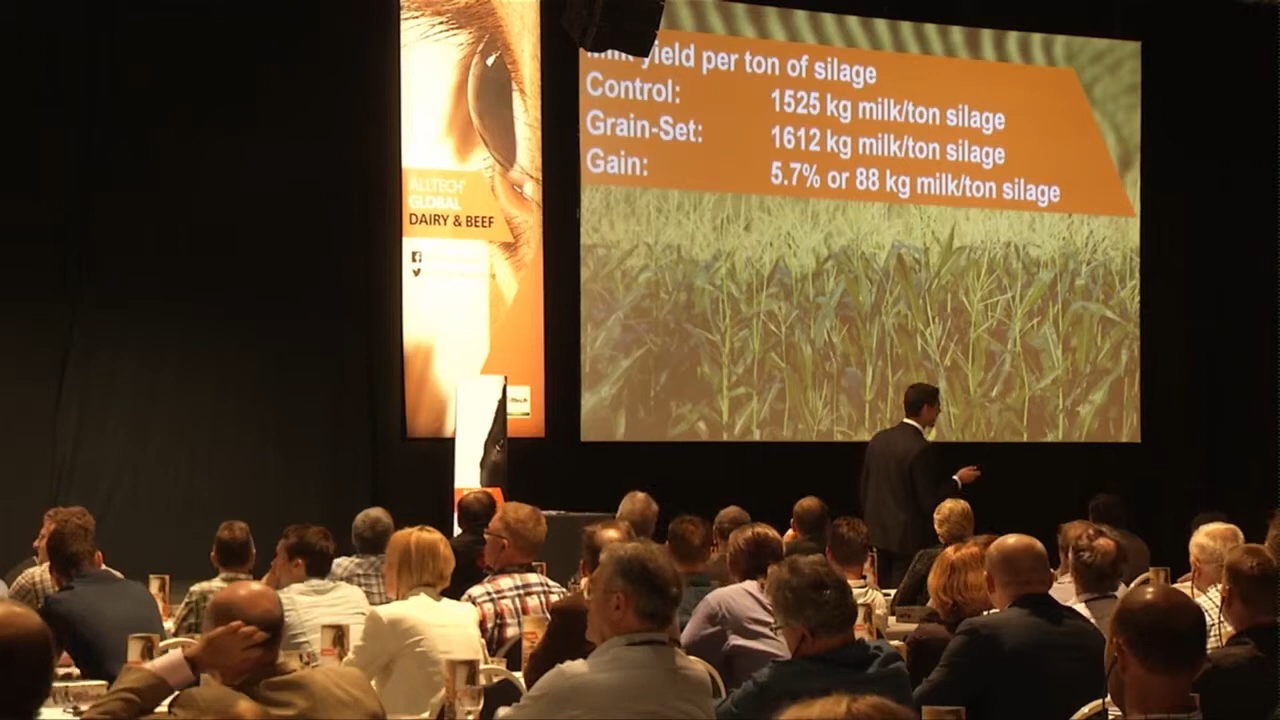 ALLTECH
GLOBAL
DAIRY & BEEF
Milk yield per ton of silage
Control: 1525 kg milk/ton silage
Grain-Set: 1612 kg milk/ton silage
Gain: 5.7% or 88 kg milk/ton silage